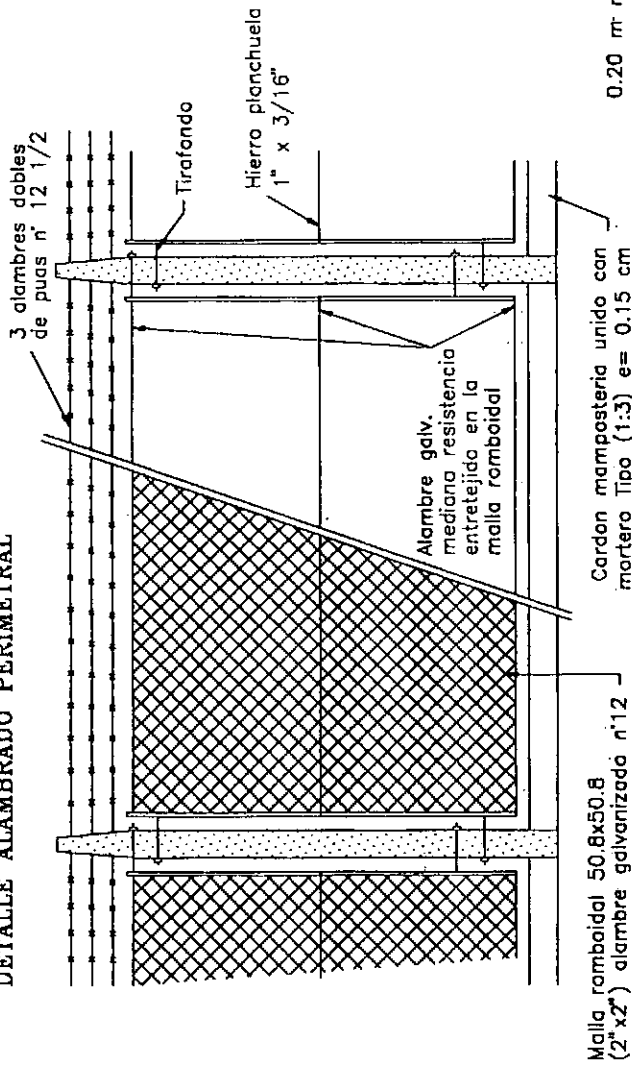 DETALLE ALAMBRADO PERIMETRAL
3 alambres dobles
de puas n° 12 1/2
Tirafondo
Hierro planchuela
1" x 3/16"
Alambre galv.
mediana resistencia
entretejido en la
malla romboidal
Malla romboidal 50.8x50.8
(2"x2") alambre galvanizado n°12
Cordon mamposteria unido con
mortero Tipo (1:3) e= 0.15 cm
0.20 m